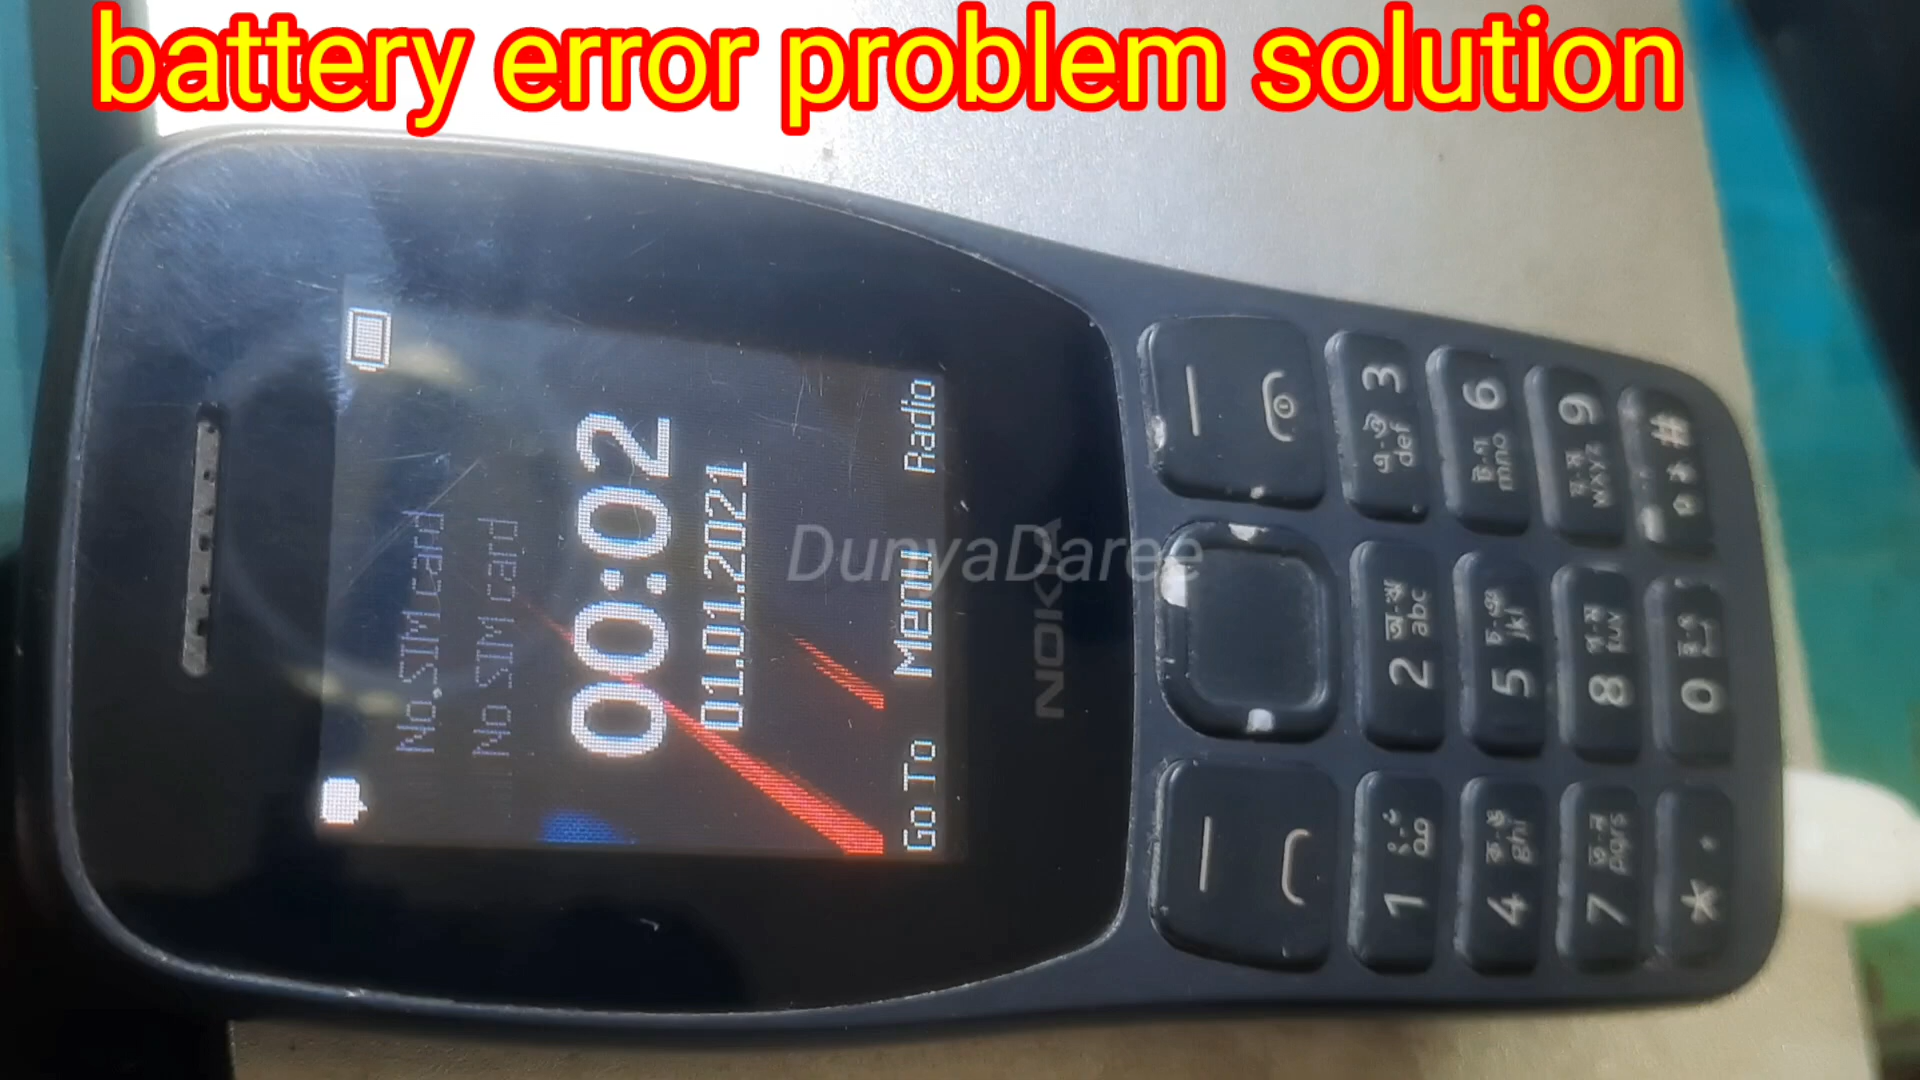 battery error problem solution
No SIM card
No SIM card
00:02
01.01.2021
Go To Menu Radio
DunyaDaree
NOKIA
1
2 অ-ঋ abc
3 এ-ঔ def
4 ক-ঙ ghi
5 চ-ঞ jkl
6 ট-ণ mno
7 ত-ন pqrs
8 প-ম tuv
9 য-হ wxyz
*
0
#